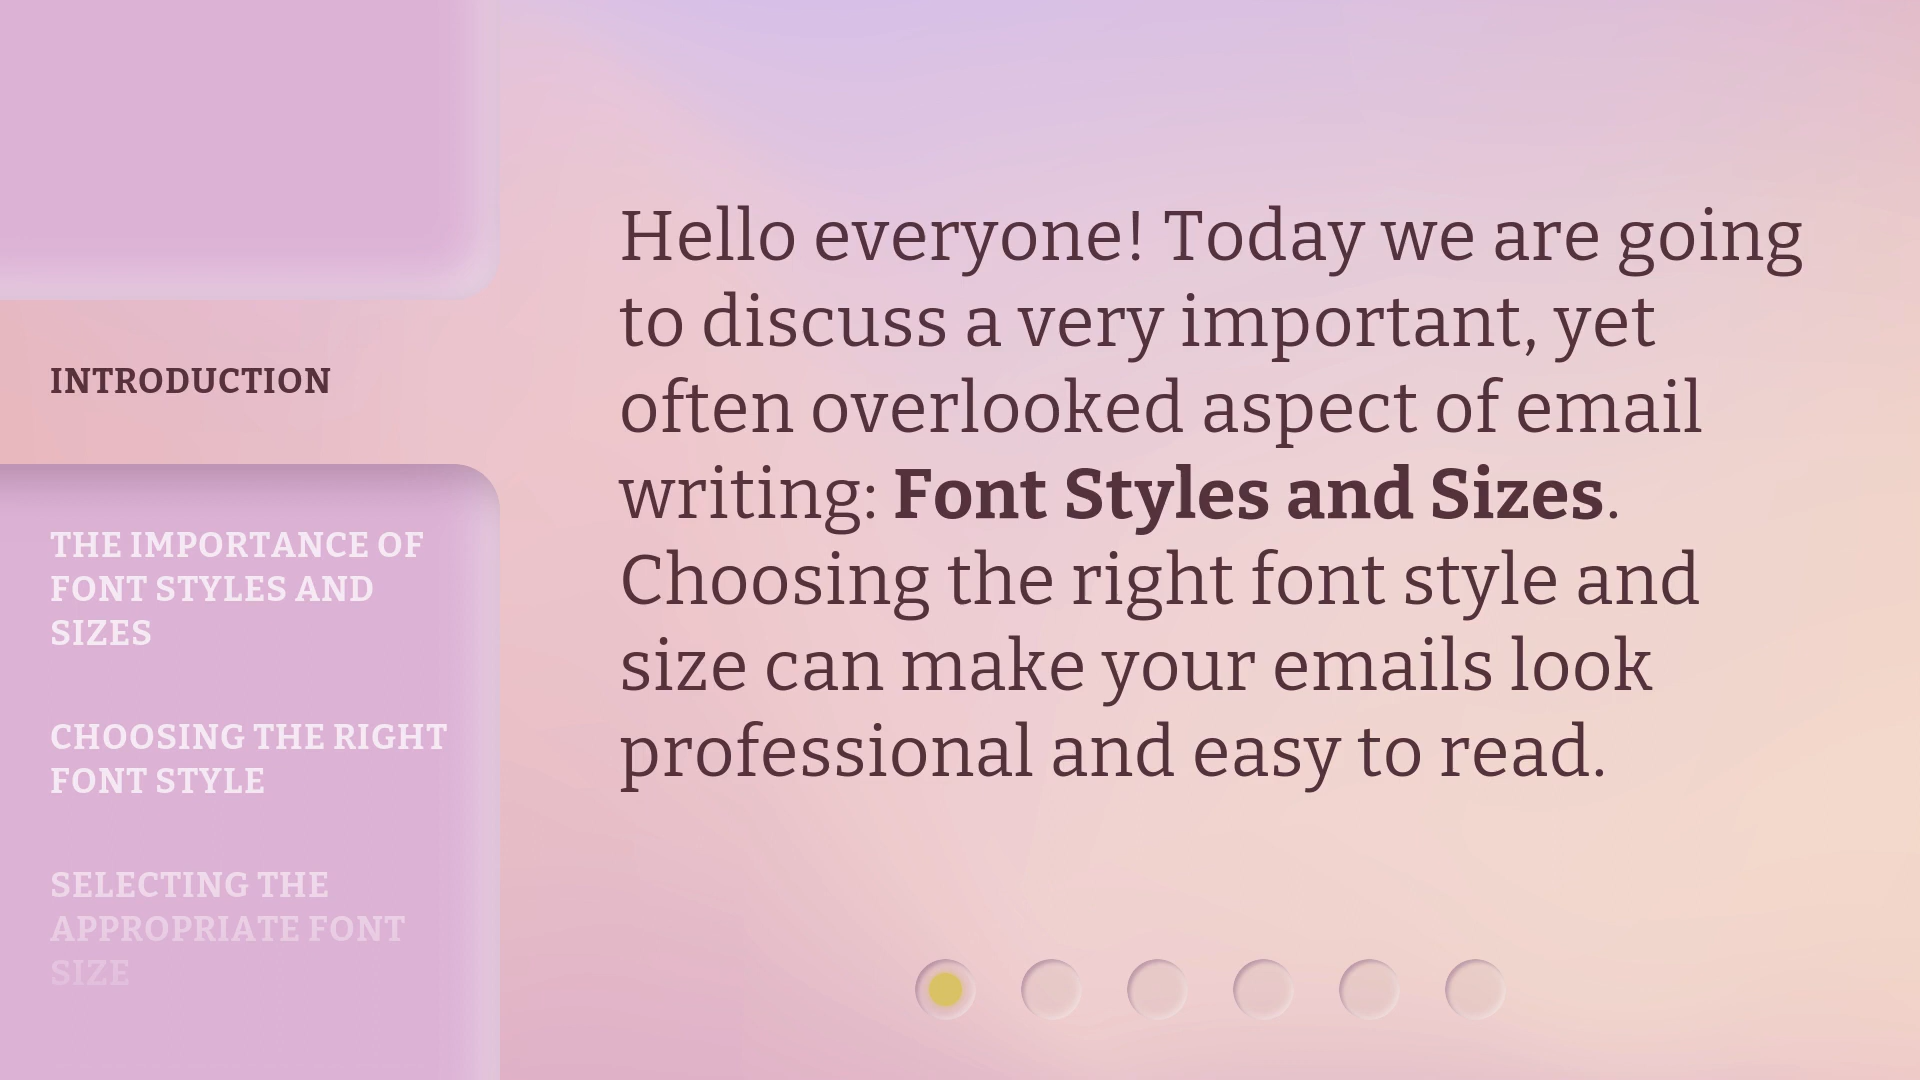 INTRODUCTION
THE IMPORTANCE OF
FONT STYLES AND
SIZES
CHOOSING THE RIGHT
FONT STYLE
SELECTING THE
APPROPRIATE FONT
SIZE
Hello everyone! Today we are going
to discuss a very important, yet
often overlooked aspect of email
writing: Font Styles and Sizes.
Choosing the right font style and
size can make your emails look
professional and easy to read.